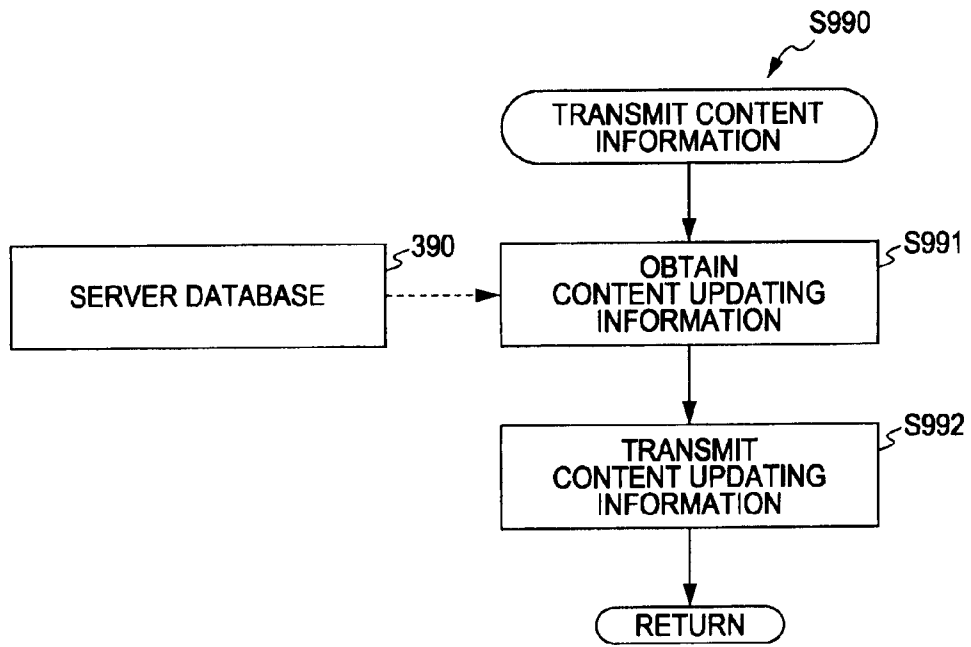 S990
TRANSMIT CONTENT
INFORMATION
390
SERVER DATABASE
S991
OBTAIN
CONTENT UPDATING
INFORMATION
S992
TRANSMIT
CONTENT UPDATING
INFORMATION
RETURN